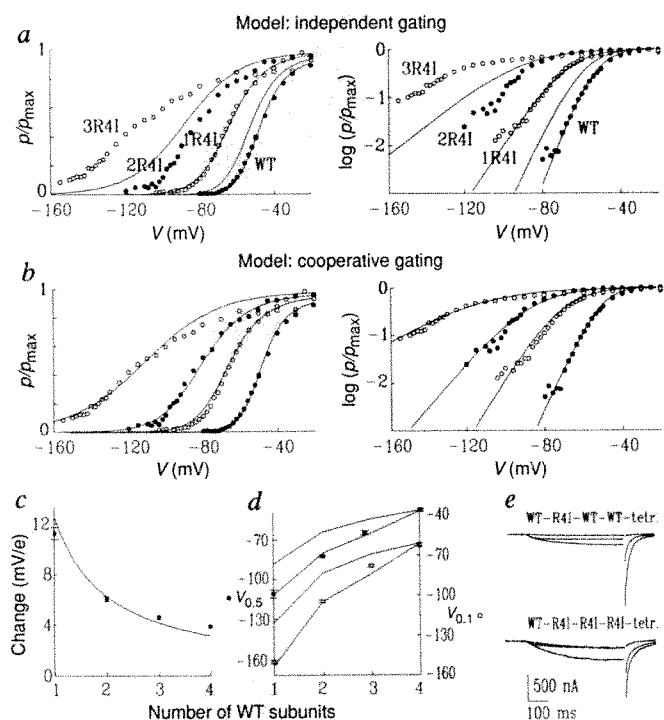 Model: independent gating
a
1
p/pmax
0
3R4I
2R4I
1R4I
WT
-160 -120 -80 -40
V (mV)
0
-1
-2
log (p/pmax)
3R4I
2R4I
1R4I
WT
-160 -120 -80 -40
V (mV)
Model: cooperative gating
b
1
p/pmax
0
-160 -120 -80 -40
V (mV)
0
-1
-2
log (p/pmax)
-160 -120 -80 -40
V (mV)
c
12
8
4
0
Change (mV/e)
1 2 3 4
d
-70
-100
-130
-160
V0.5
1 2 3 4
-40
-70
-100
-130
-160
V0.1
Number of WT subunits
e
WT-R4I-WT-WT-tetr.
WT-R4I-R4I-R4I-tetr.
500 nA
100 ms